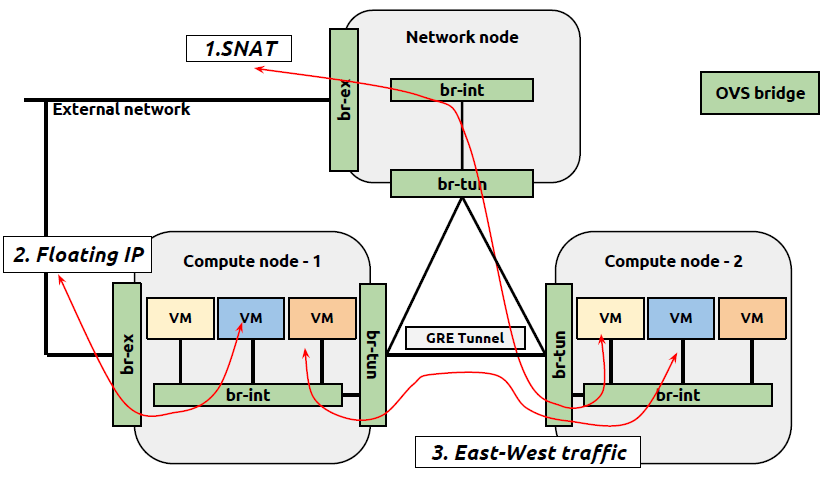 1.SNAT
Network node
br-ex
br-int
OVS bridge
External network
br-tun
2. Floating IP
Compute node - 1
Compute node - 2
br-ex
VM
VM
VM
br-tun
GRE Tunnel
br-tun
VM
VM
VM
br-int
br-int
3. East-West traffic